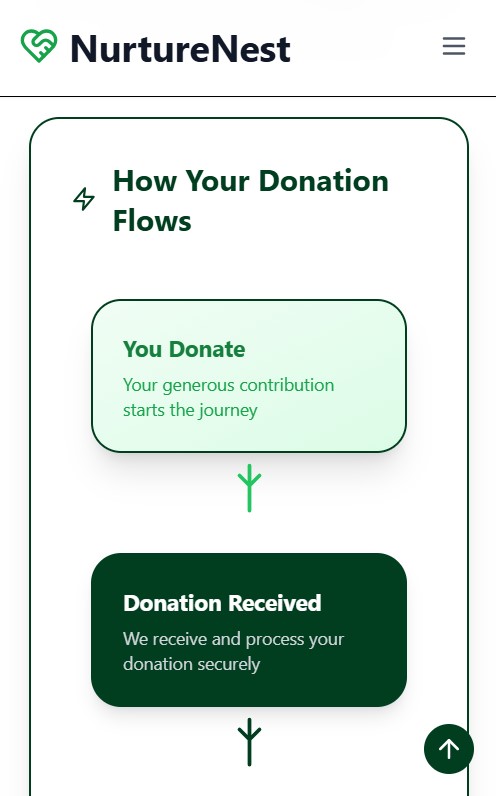 NurtureNest
How Your Donation
Flows
You Donate
Your generous contribution
starts the journey
Donation Received
We receive and process your
donation securely